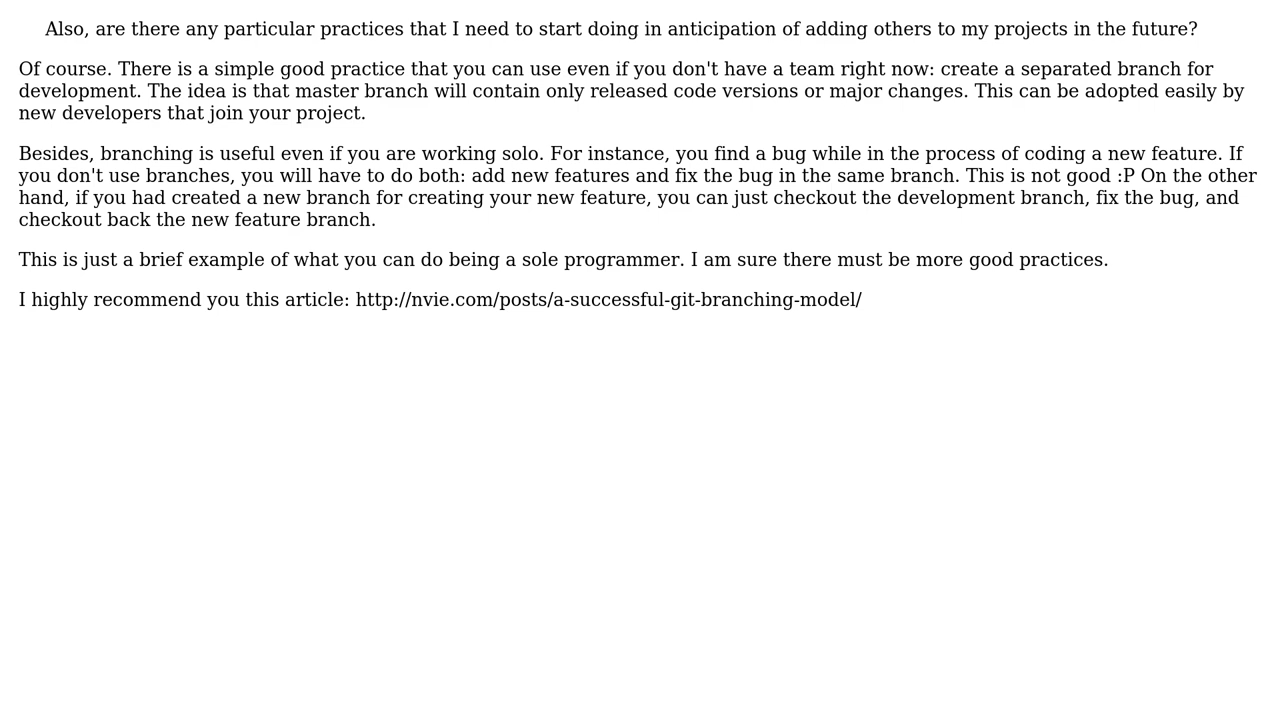 Also, are there any particular practices that I need to start doing in anticipation of adding others to my projects in the future?
Of course. There is a simple good practice that you can use even if you don't have a team right now: create a separated branch for
development. The idea is that master branch will contain only released code versions or major changes. This can be adopted easily by
new developers that join your project.
Besides, branching is useful even if you are working solo. For instance, you find a bug while in the process of coding a new feature. If
you don't use branches, you will have to do both: add new features and fix the bug in the same branch. This is not good :P On the other
hand, if you had created a new branch for creating your new feature, you can just checkout the development branch, fix the bug, and
checkout back the new feature branch.
This is just a brief example of what you can do being a sole programmer. I am sure there must be more good practices.
I highly recommend you this article: http://nvie.com/posts/a-successful-git-branching-model/